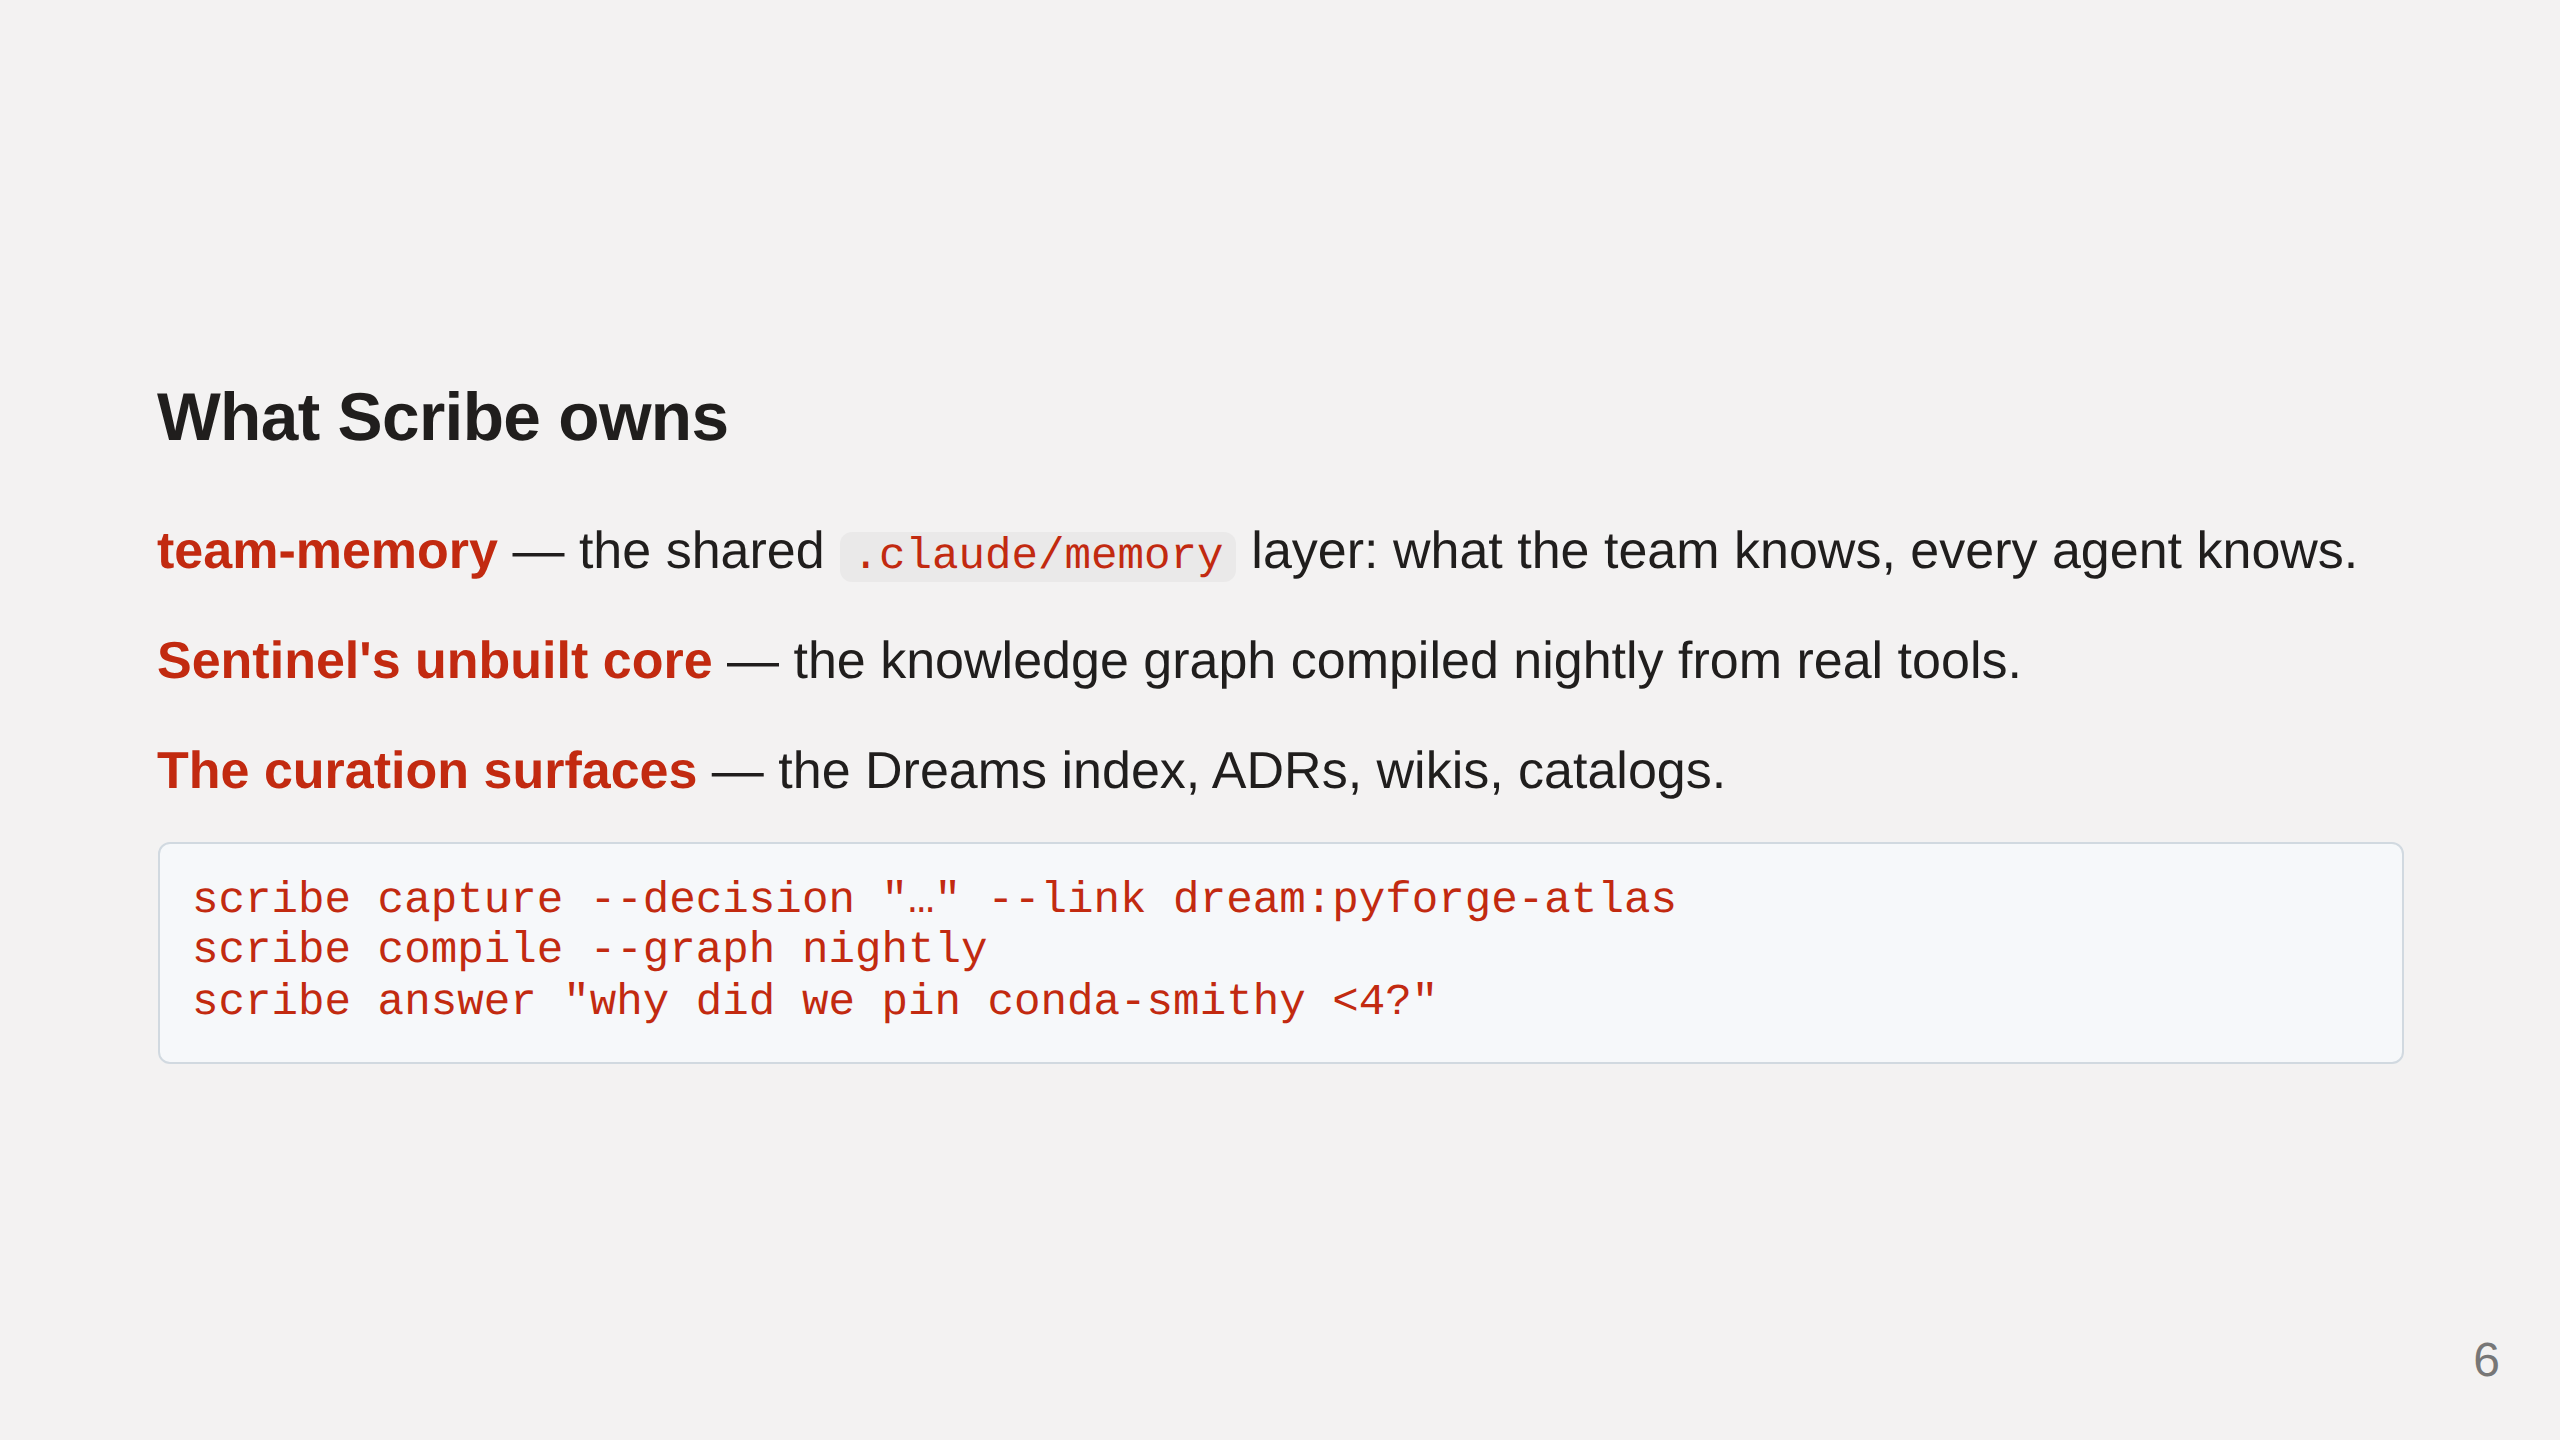 What Scribe owns
team-memory — the shared .claude/memory layer: what the team knows, every agent knows.
Sentinel's unbuilt core — the knowledge graph compiled nightly from real tools.
The curation surfaces — the Dreams index, ADRs, wikis, catalogs.
scribe capture --decision "…" --link dream:pyforge-atlas
scribe compile --graph nightly
scribe answer "why did we pin conda-smithy <4?"
6